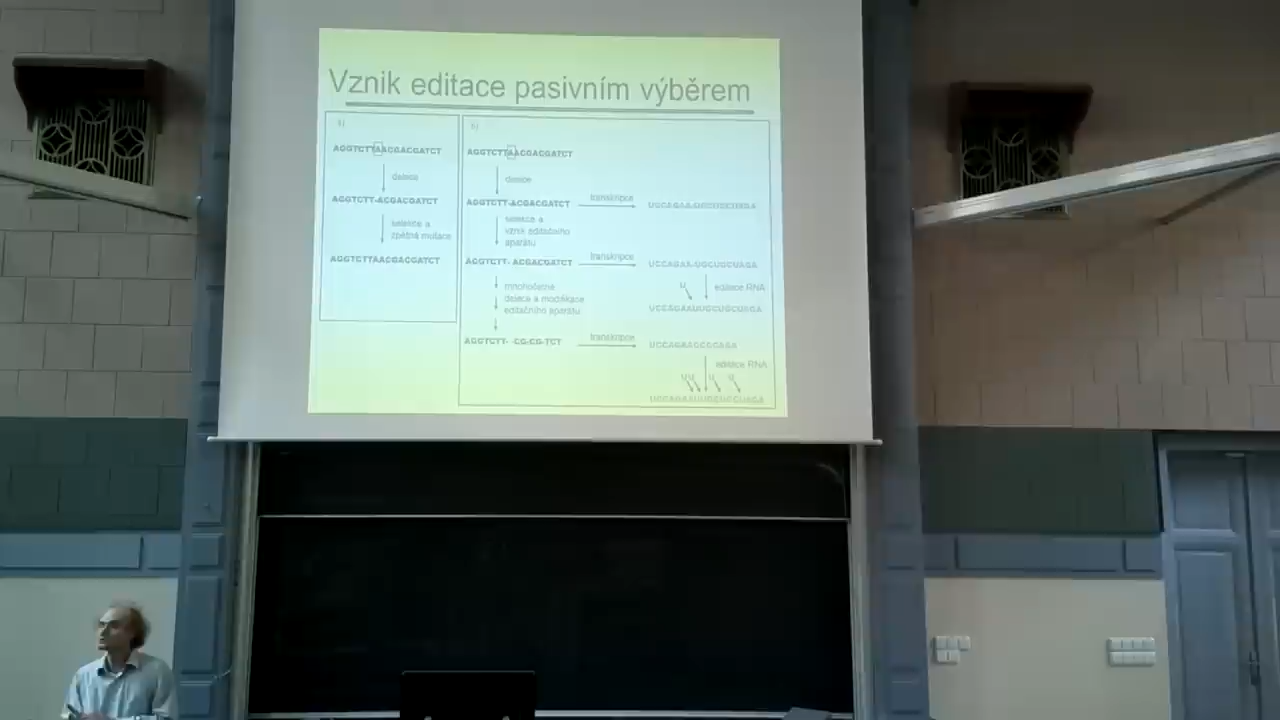 Vznik editace pasivním výběrem
AGGTCTTAACGACGATCT
delece
AGGTCTT-ACGACGATCT
selekce a
zpětná mutace
AGGTCTTAACGACGATCT
AGGTCTTAACGACGATCT
delece
AGGTCTT-ACGACGATCT
transkripce
selekce a
vznik editačního
aparátu
AGGTCTT- ACGACGATCT
transkripce
UCCAGAA-UGCUGCUAGA
mnohočetné
delece a modifikace
editačního aparátu
U
editace RNA
UCCAGAAUUGCUGCUAGA
AGGTCTT- -CG-CG-TCT
transkripce
editace RNA
UU U U